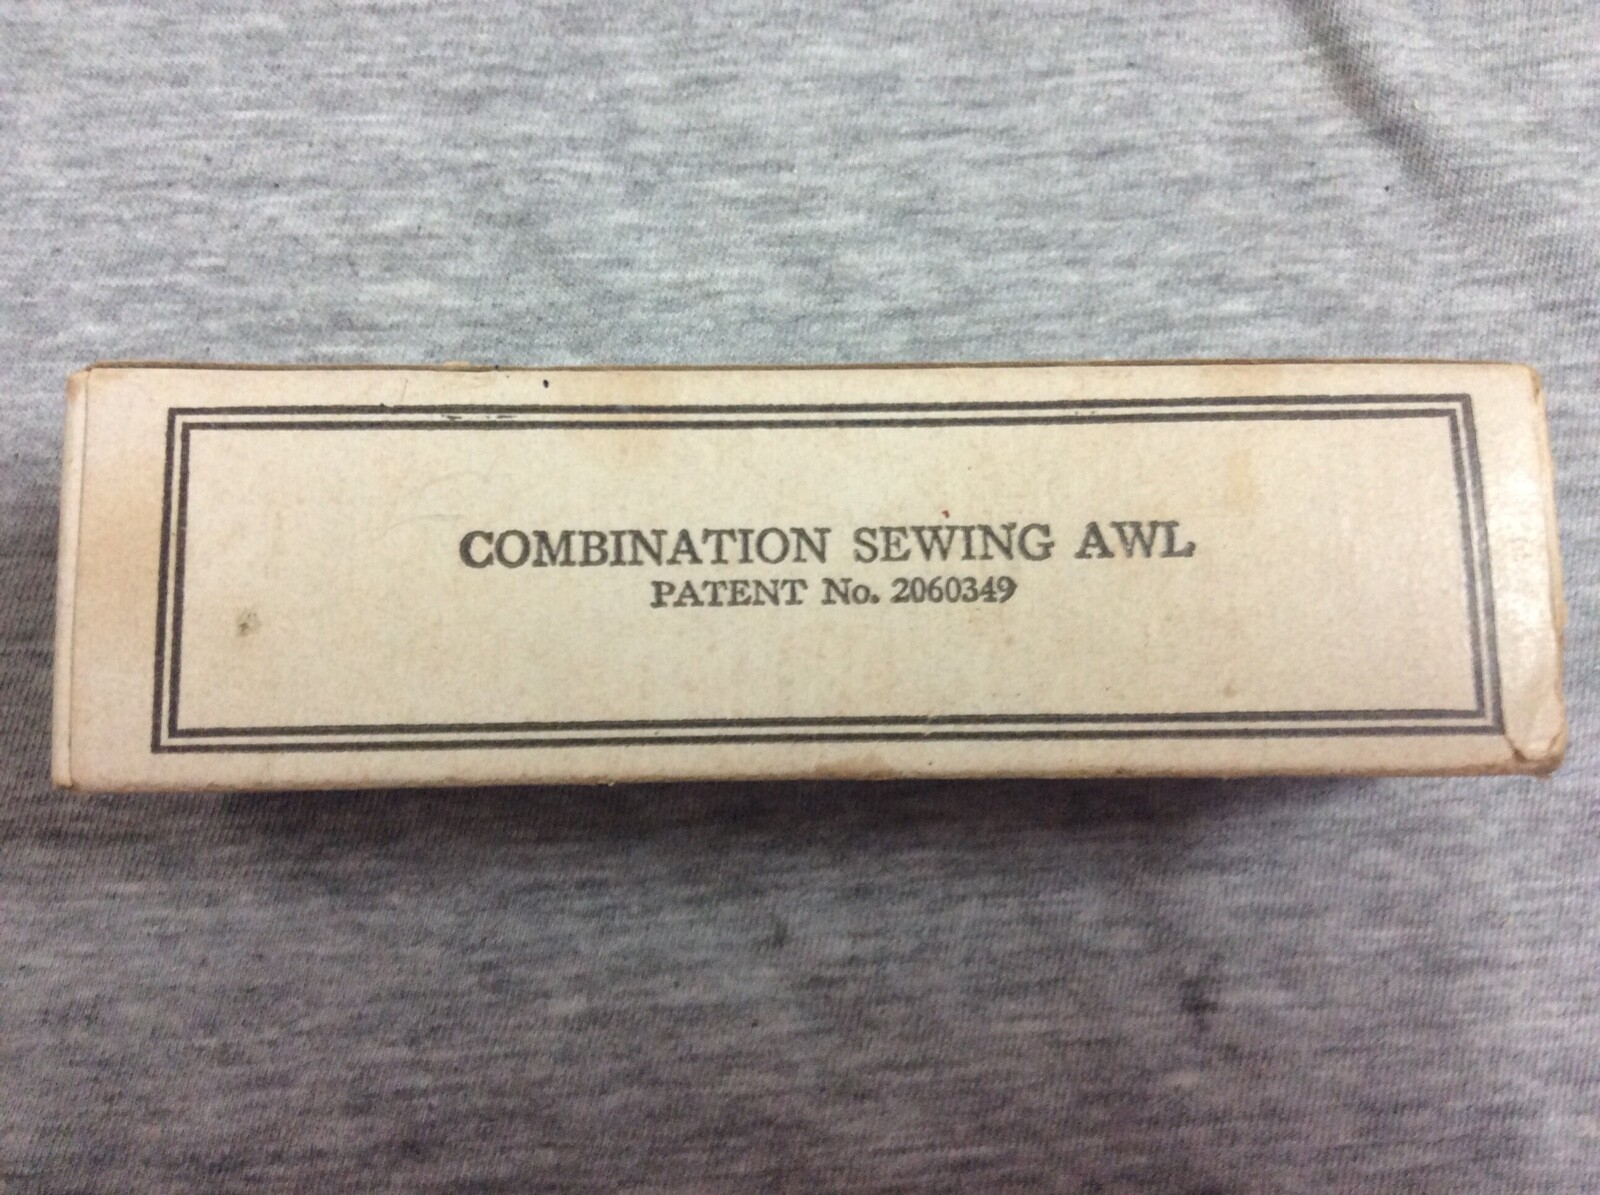 COMBINATION SEWING AWL
PATENT No. 2060349